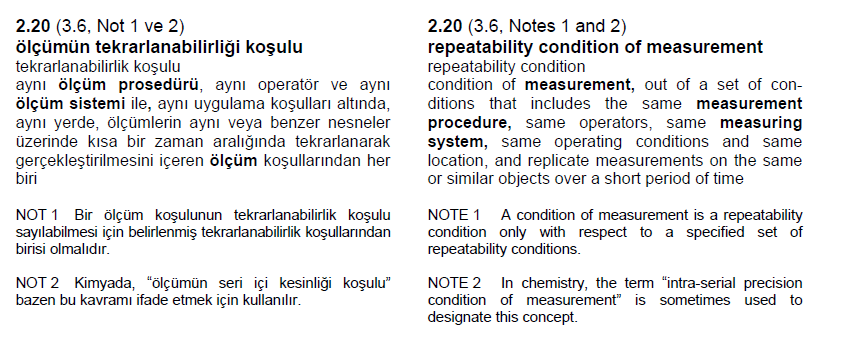 2.20 (3.6, Not 1 ve 2)
ölçümün tekrarlanabilirliği koşulu
tekrarlanabilirlik koşulu
aynı ölçüm prosedürü, aynı operatör ve aynı
ölçüm sistemi ile, aynı uygulama koşulları altında,
aynı yerde, ölçümlerin aynı veya benzer nesneler
üzerinde kısa bir zaman aralığında tekrarlanarak
gerçekleştirilmesini içeren ölçüm koşullarından her
biri
NOT 1 Bir ölçüm koşulunun tekrarlanabilirlik koşulu
sayılabilmesi için belirlenmiş tekrarlanabilirlik koşullarından
birisi olmalıdır.
NOT 2 Kimyada, “ölçümün seri içi kesinliği koşulu”
bazen bu kavramı ifade etmek için kullanılır.
2.20 (3.6, Notes 1 and 2)
repeatability condition of measurement
repeatability condition
condition of measurement, out of a set of con-
ditions that includes the same measurement
procedure, same operators, same measuring
system, same operating conditions and same
location, and replicate measurements on the same
or similar objects over a short period of time
NOTE 1 A condition of measurement is a repeatability
condition only with respect to a specified set of
repeatability conditions.
NOTE 2 In chemistry, the term “intra-serial precision
condition of measurement” is sometimes used to
designate this concept.